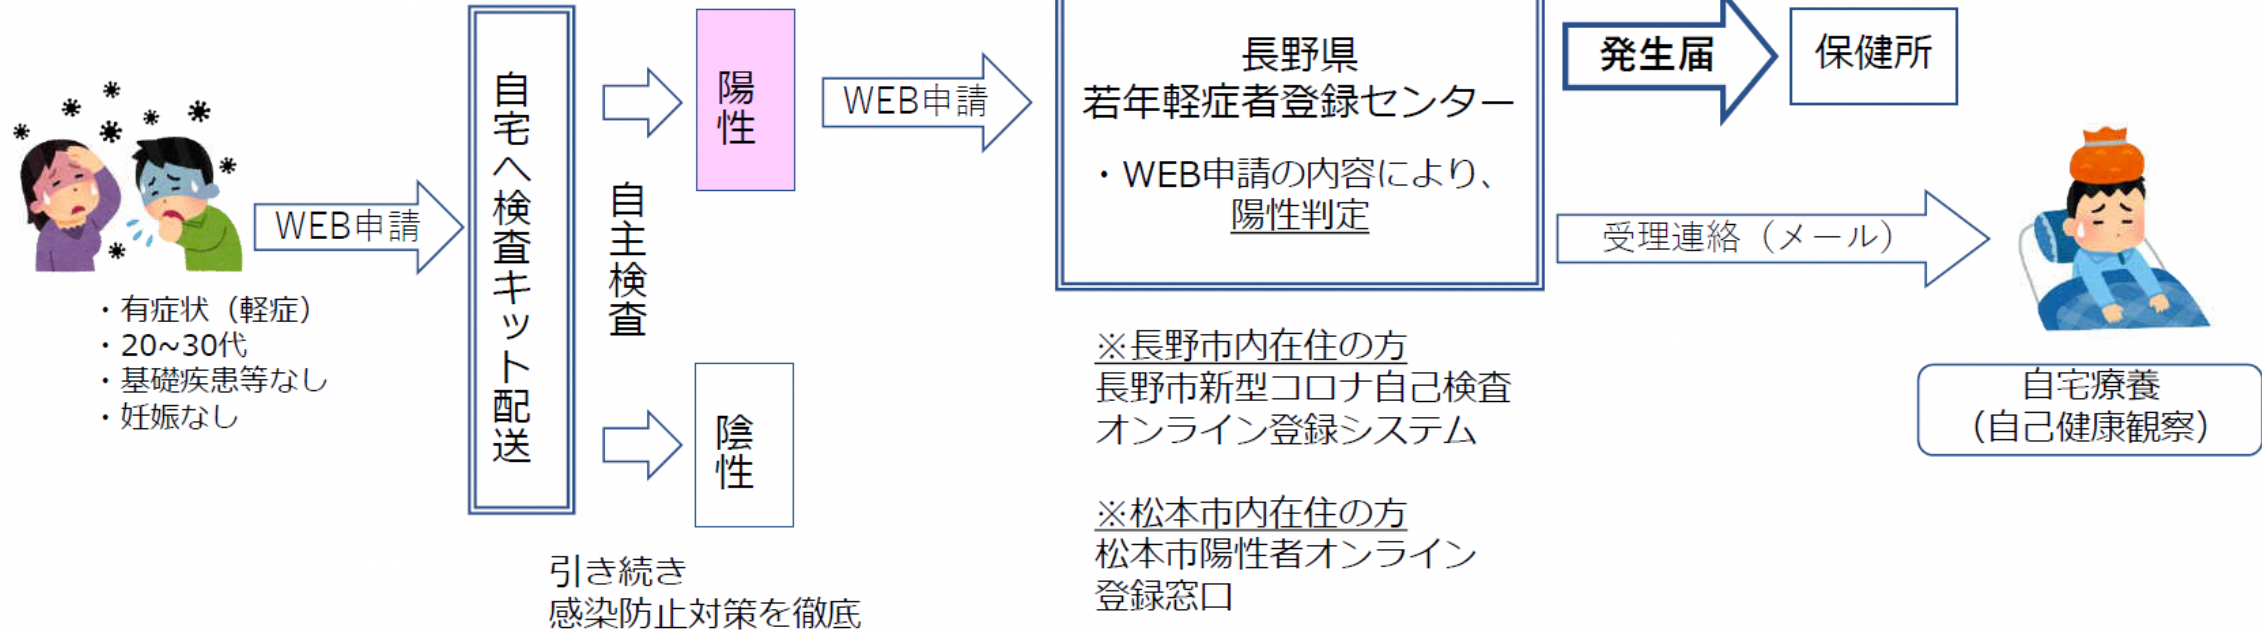 WEB申請
・有症状（軽症）
・20~30代
・基礎疾患等なし
・妊娠なし
自宅へ検査キット配送
自主検査
陽性
陰性
引き続き
感染防止対策を徹底
WEB申請
長野県
若年軽症者登録センター
・WEB申請の内容により、
陽性判定
※長野市内在住の方
長野市新型コロナ自己検査
オンライン登録システム
※松本市内在住の方
松本市陽性者オンライン
登録窓口
発生届
保健所
受理連絡（メール）
自宅療養
（自己健康観察）